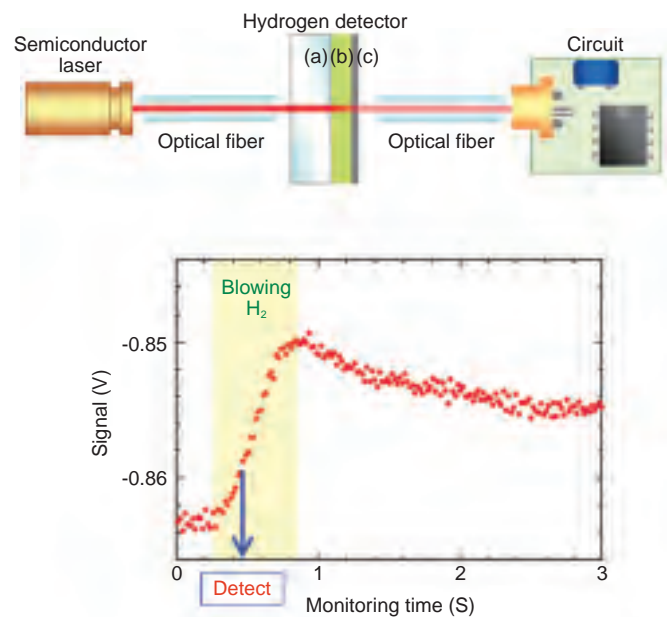 Hydrogen detector
Semiconductor
laser
(a) (b) (c)
Circuit
Optical fiber
Optical fiber
Blowing
H₂
-0.85
-0.86
Signal (V)
0
1
2
3
Detect
Monitoring time (S)